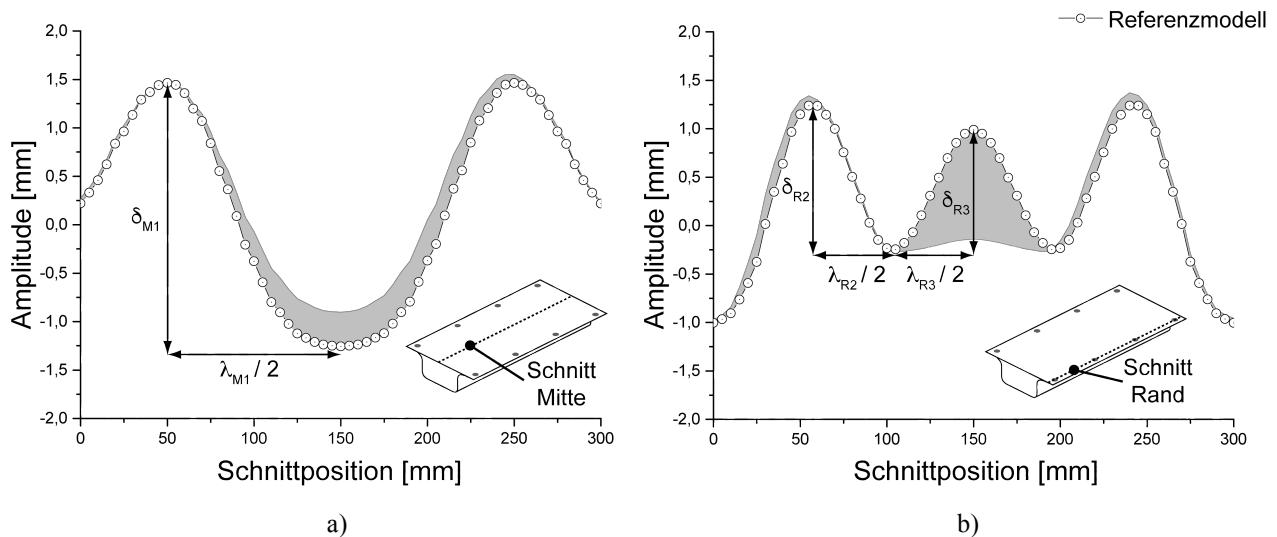 Referenzmodell
Amplitude [mm]
2,0
1,5
1,0
0,5
0,0
-0,5
-1,0
-1,5
-2,0
δM1
λM1 / 2
Schnitt
Mitte
0 50 100 150 200 250 300
Schnittposition [mm]
a)
Amplitude [mm]
2,0
1,5
1,0
0,5
0,0
-0,5
-1,0
-1,5
-2,0
δR2
δR3
λR2 / 2 λR3 / 2
Schnitt
Rand
0 50 100 150 200 250 300
Schnittposition [mm]
b)